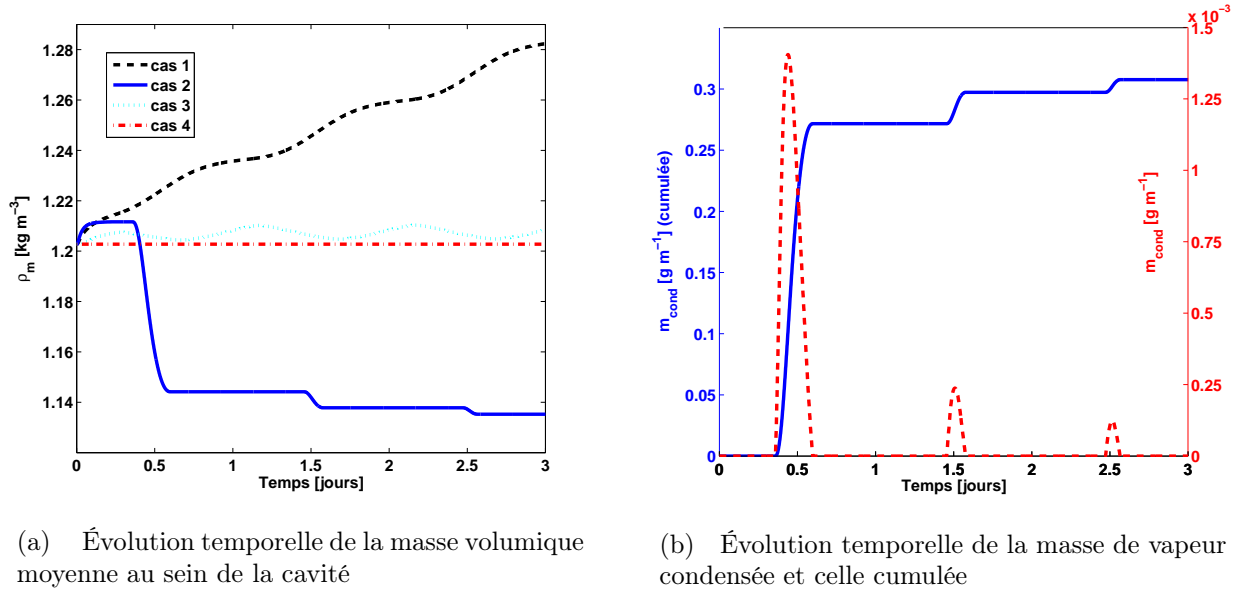 1.28
1.26
1.24
1.22
1.2
1.18
1.16
1.14
ρm [kg m−3]
cas 1
cas 2
cas 3
cas 4
0 0.5 1 1.5 2 2.5 3
Temps [jours]
x 10−3
0.3
0.25
0.2
0.15
0.1
0.05
0
mcond [g m−1] (cumulée)
1.5
1.25
1
0.75
0.5
0.25
0
mcond [g m−1]
0 0.5 1 1.5 2 2.5 3
Temps [jours]
(a) Évolution temporelle de la masse volumique
moyenne au sein de la cavité
(b) Évolution temporelle de la masse de vapeur
condensée et celle cumulée